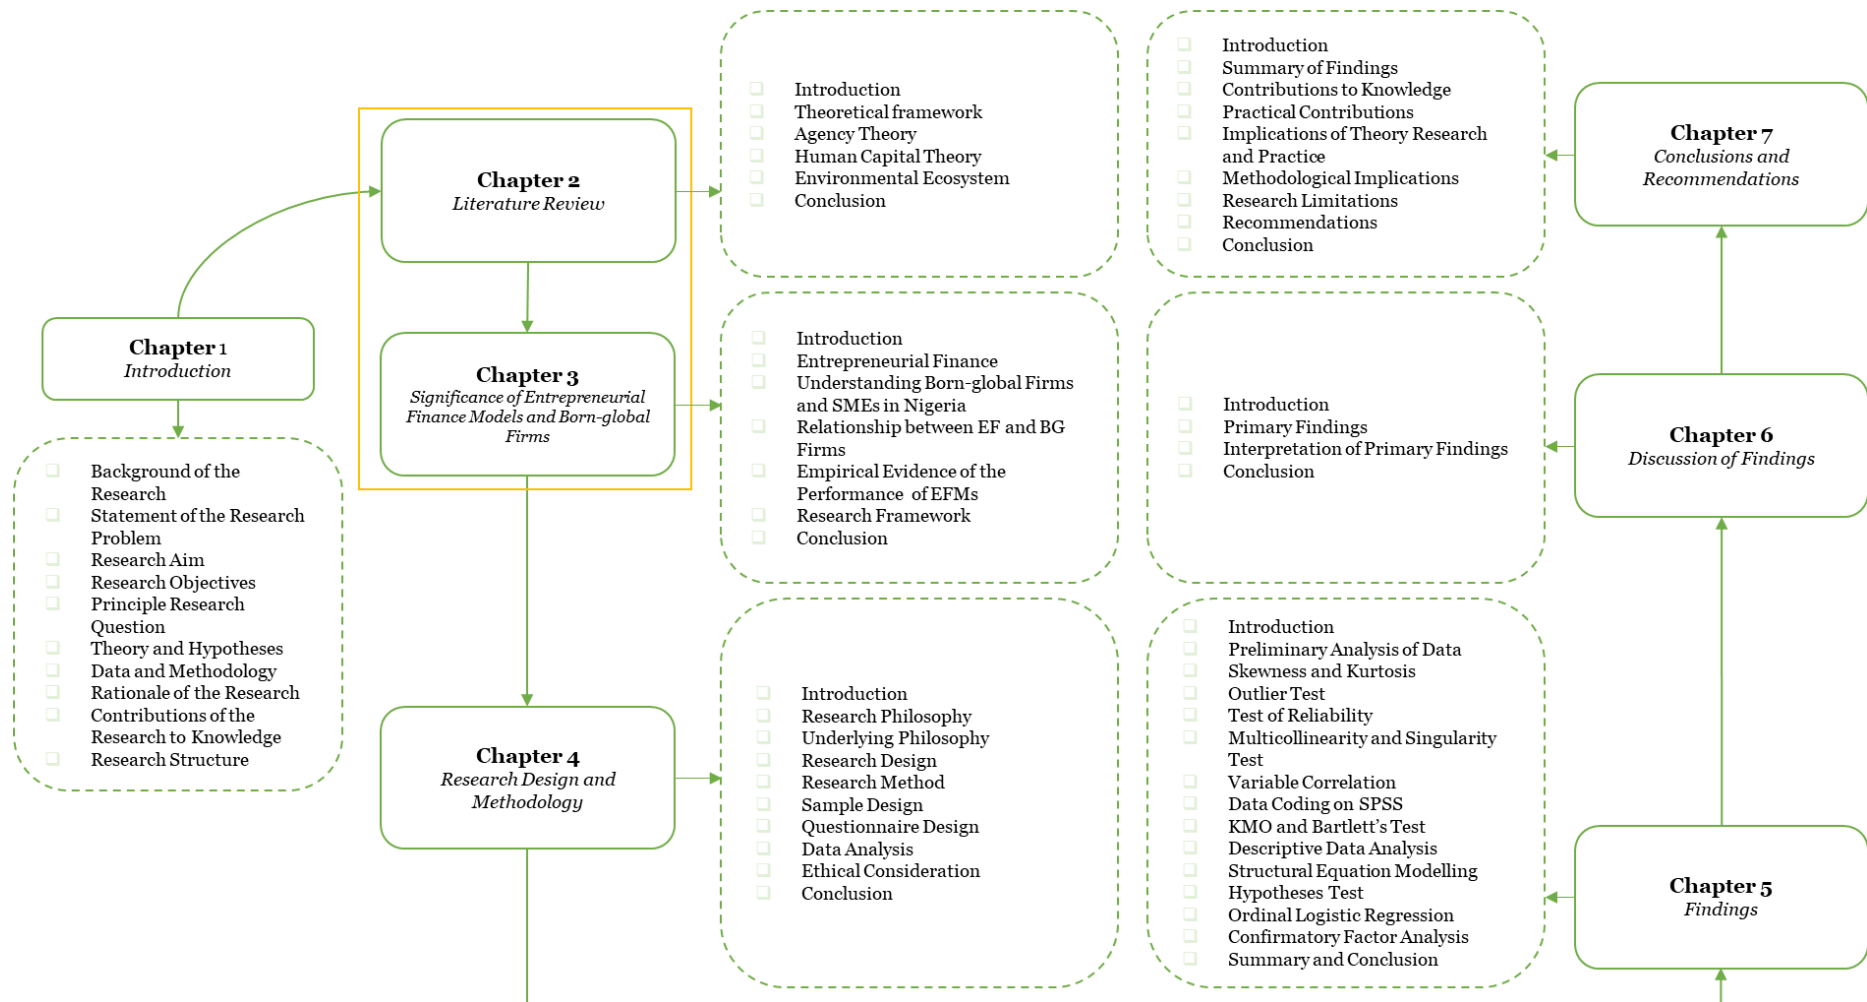 Chapter 1
Introduction
Background of the
Research
Statement of the Research
Problem
Research Aim
Research Objectives
Principle Research
Question
Theory and Hypotheses
Data and Methodology
Rationale of the Research
Contributions of the
Research to Knowledge
Research Structure
Chapter 2
Literature Review
Introduction
Theoretical framework
Agency Theory
Human Capital Theory
Environmental Ecosystem
Conclusion
Chapter 3
Significance of Entrepreneurial
Finance Models and Born-global
Firms
Introduction
Entrepreneurial Finance
Understanding Born-global Firms
and SMEs in Nigeria
Relationship between EF and BG
Firms
Empirical Evidence of the
Performance of EFMs
Research Framework
Conclusion
Chapter 4
Research Design and
Methodology
Introduction
Research Philosophy
Underlying Philosophy
Research Design
Research Method
Sample Design
Questionnaire Design
Data Analysis
Ethical Consideration
Conclusion
Chapter 5
Findings
Introduction
Preliminary Analysis of Data
Skewness and Kurtosis
Outlier Test
Test of Reliability
Multicollinearity and Singularity
Test
Variable Correlation
Data Coding on SPSS
KMO and Bartlett’s Test
Descriptive Data Analysis
Structural Equation Modelling
Hypotheses Test
Ordinal Logistic Regression
Confirmatory Factor Analysis
Summary and Conclusion
Chapter 6
Discussion of Findings
Introduction
Primary Findings
Interpretation of Primary Findings
Conclusion
Chapter 7
Conclusions and
Recommendations
Introduction
Summary of Findings
Contributions to Knowledge
Practical Contributions
Implications of Theory Research
and Practice
Methodological Implications
Research Limitations
Recommendations
Conclusion